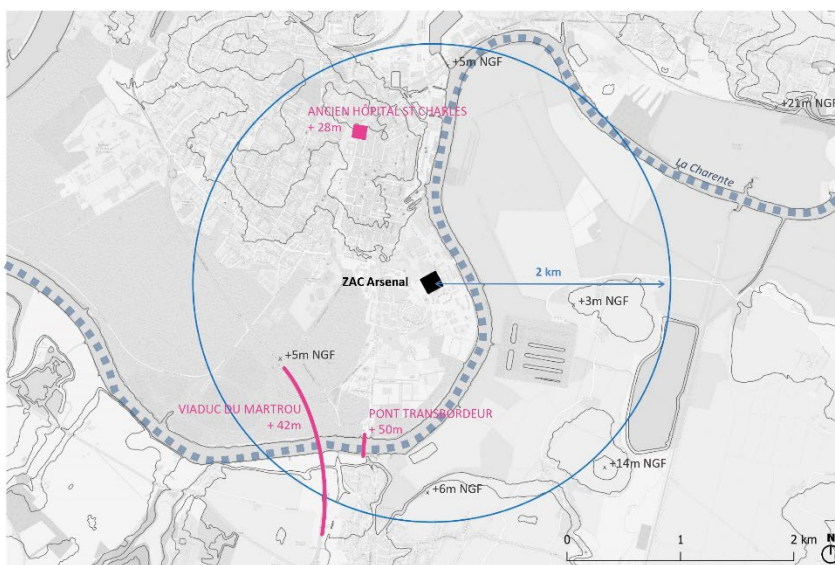 +5m NGF
+21m NGF
ANCIEN HÔPITAL ST CHARLES
+ 28m
La Charente
ZAC Arsenal
2 km
+3m NGF
+5m NGF
VIADUC DU MARTROU
+ 42m
PONT TRANSBORDEUR
+ 50m
+14m NGF
+6m NGF
N
0 1 2 km